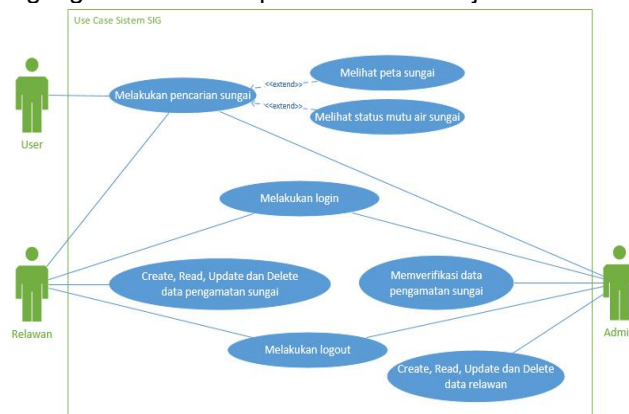 Use Case Sistem SIG
Melihat peta sungai
<<extend>>
Melakukan pencarian sungai
<<extend>>
Melihat status mutu air sungai
User
Melakukan login
Create, Read, Update dan Delete
data pengamatan sungai
Memverifikasi data
pengamatan sungai
Relawan
Admi
Melakukan logout
Create, Read, Update dan Delete
data relawan